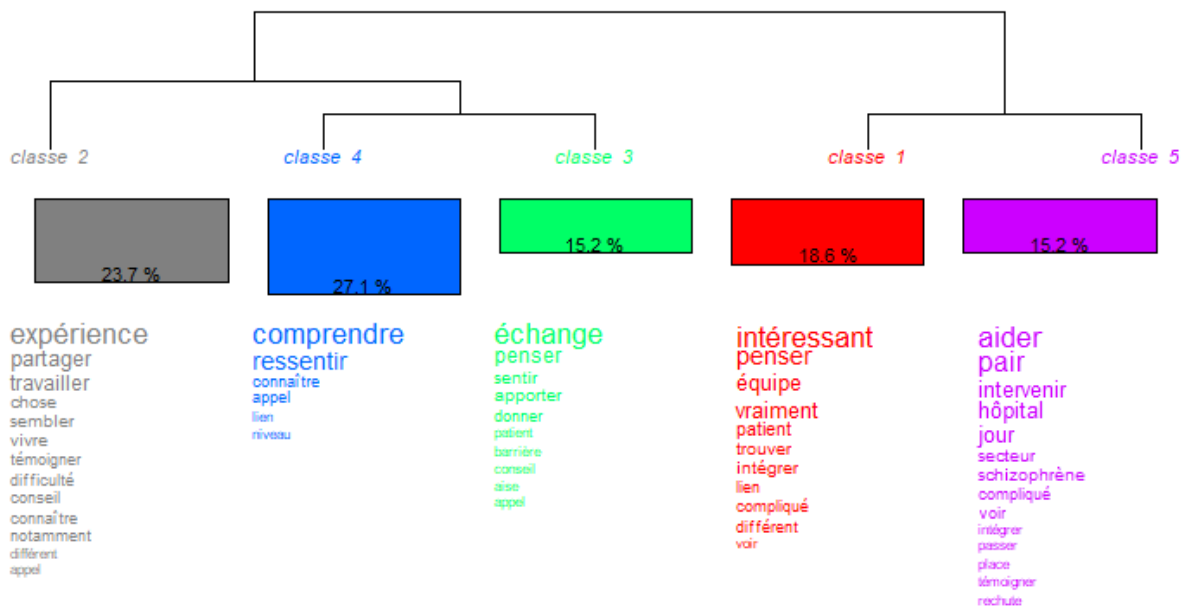 classe 2
classe 4
classe 3
classe 1
classe 5
23.7 %
27.1 %
15.2 %
18.6 %
15.2 %
expérience
partager
travailler
chose
sembler
vivre
témoigner
difficulté
conseil
connaître
notamment
différent
appel
comprendre
ressentir
connaître
appel
lien
niveau
échange
penser
sentir
apporter
donner
patient
barrière
conseil
aise
appel
intéressant
penser
équipe
vraiment
patient
trouver
intégrer
lien
compliqué
différent
voir
aider
pair
intervenir
hôpital
jour
secteur
schizophrène
compliqué
voir
intégrer
passer
place
témoigner
rechute